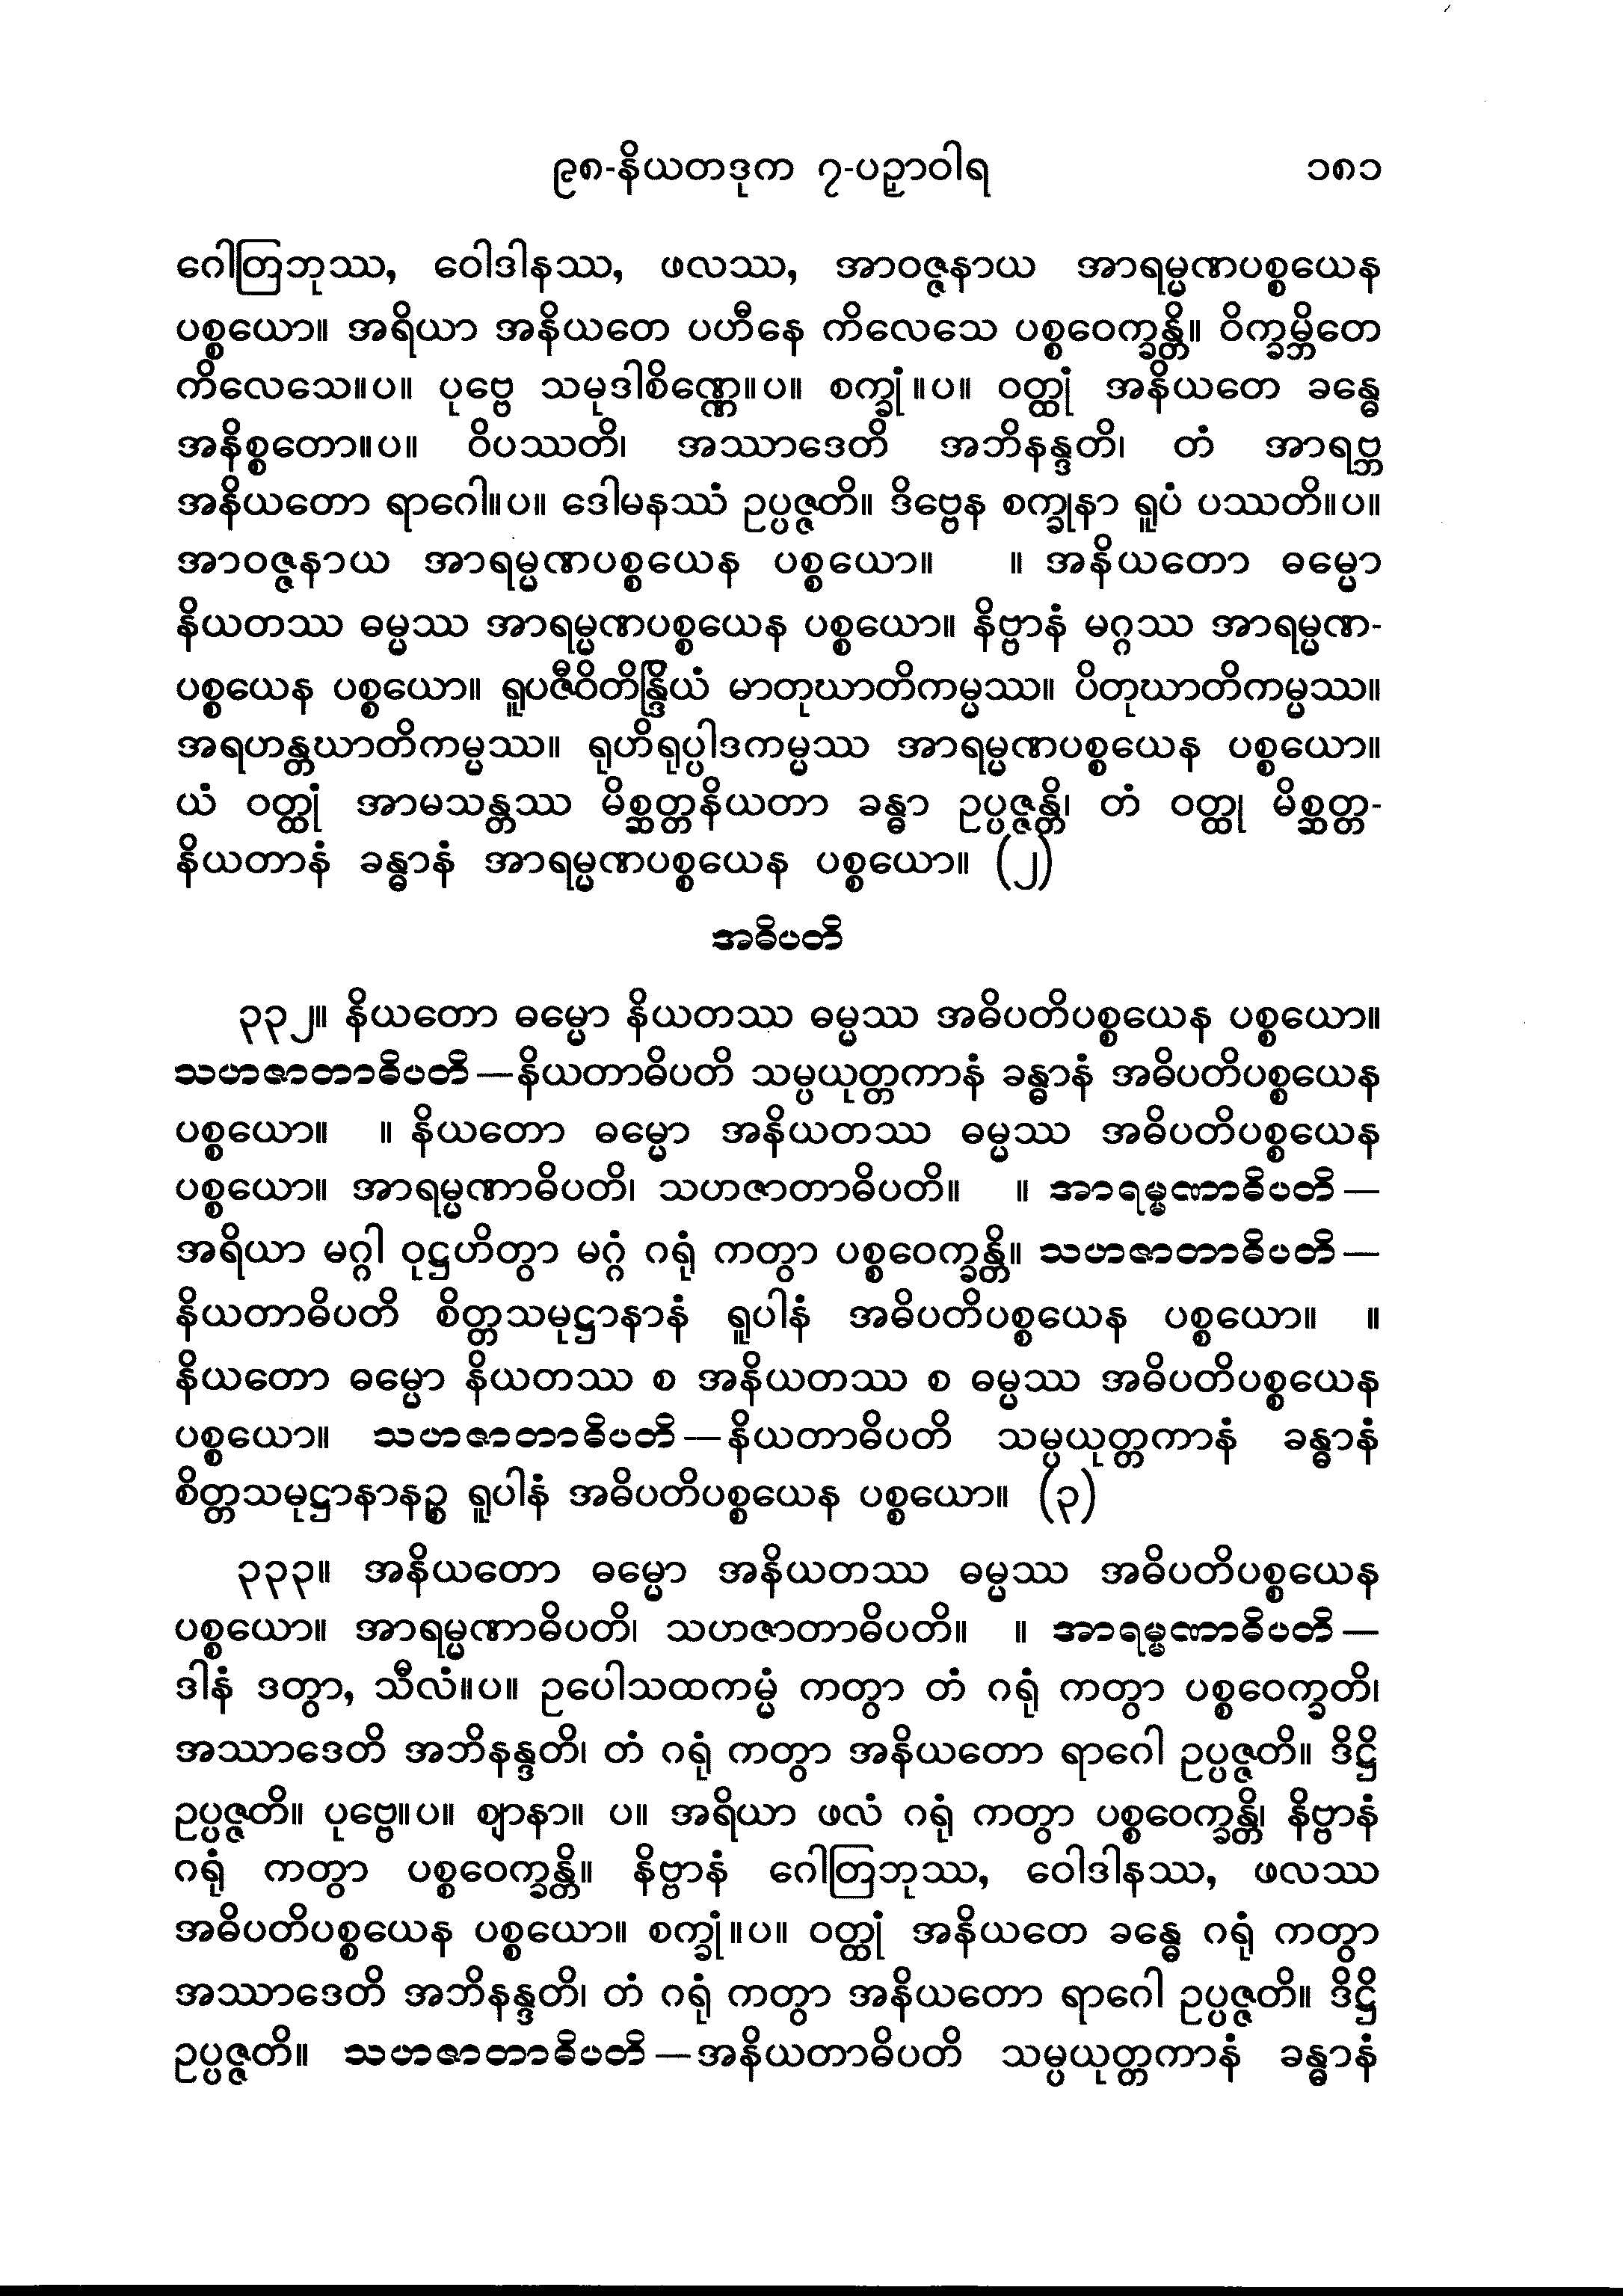 ၉၈-နိယတဒုက ၇-ပဉှာဝါရ ၁၈၁
ဂေါတြဘုဿ, ဝေါဒါနဿ, ဖလဿ, အာဝဇ္ဇနာယ အာရမ္မဏပစ္စယေန
ပစ္စယော။ အရိယာ အနိယတေ ပဟီနေ ကိလေသေ ပစ္စဝေက္ခန္တိ။ ဝိက္ခမ္ဘိတေ
ကိလေသေ။ပ။ ပုဗ္ဗေ သမုဒါစိဏ္ဏေ။ပ။ စက္ခုံ။ပ။ ဝတ္ထုံ အနိယတေ ခန္ဓေ
အနိစ္စတော။ပ။ ဝိပဿတိ၊ အဿာဒေတိ အဘိနန္ဒတိ၊ တံ အာရဗ္ဘ
အနိယတော ရာဂေါ။ပ။ ဒေါမနဿံ ဥပ္ပဇ္ဇတိ။ ဒိဗ္ဗေန စက္ခုနာ ရူပံ ပဿတိ။ပ။
အာဝဇ္ဇနာယ အာရမ္မဏပစ္စယေန ပစ္စယော။ ။ အနိယတော ဓမ္မော
နိယတဿ ဓမ္မဿ အာရမ္မဏပစ္စယေန ပစ္စယော။ နိဗ္ဗာနံ မဂ္ဂဿ အာရမ္မဏ-
ပစ္စယေန ပစ္စယော။ ရူပဇီဝိတိန္ဒြိယံ မာတုဃာတိကမ္မဿ။ ပိတုဃာတိကမ္မဿ။
အရဟန္တဃာတိကမ္မဿ။ ရုဟိရုပ္ပါဒကမ္မဿ အာရမ္မဏပစ္စယေန ပစ္စယော။
ယံ ဝတ္ထုံ အာမသန္တဿ မိစ္ဆတ္တနိယတာ ခန္ဓာ ဥပ္ပဇ္ဇန္တိ၊ တံ ဝတ္ထု မိစ္ဆတ္တ-
နိယတာနံ ခန္ဓာနံ အာရမ္မဏပစ္စယေန ပစ္စယော။ (၂)
အဓိပတိ
၃၃၂။ နိယတော ဓမ္မော နိယတဿ ဓမ္မဿ အဓိပတိပစ္စယေန ပစ္စယော။
သဟဇာတာဓိပတိ—နိယတာဓိပတိ သမ္ပယုတ္တကာနံ ခန္ဓာနံ အဓိပတိပစ္စယေန
ပစ္စယော။ ။ နိယတော ဓမ္မော အနိယတဿ ဓမ္မဿ အဓိပတိပစ္စယေန
ပစ္စယော။ အာရမ္မဏာဓိပတိ၊ သဟဇာတာဓိပတိ။ ။ အာရမ္မဏာဓိပတိ—
အရိယာ မဂ္ဂါ ဝုဋ္ဌဟိတွာ မဂ္ဂံ ဂရုံ ကတွာ ပစ္စဝေက္ခန္တိ။ သဟဇာတာဓိပတိ—
နိယတာဓိပတိ စိတ္တသမုဋ္ဌာနာနံ ရူပါနံ အဓိပတိပစ္စယေန ပစ္စယော။ ။
နိယတော ဓမ္မော နိယတဿ စ အနိယတဿ စ ဓမ္မဿ အဓိပတိပစ္စယေန
ပစ္စယော။ သဟဇာတာဓိပတိ—နိယတာဓိပတိ သမ္ပယုတ္တကာနံ ခန္ဓာနံ
စိတ္တသမုဋ္ဌာနာနဉ္စ ရူပါနံ အဓိပတိပစ္စယေန ပစ္စယော။ (၃)
၃၃၃။ အနိယတော ဓမ္မော အနိယတဿ ဓမ္မဿ အဓိပတိပစ္စယေန
ပစ္စယော။ အာရမ္မဏာဓိပတိ၊ သဟဇာတာဓိပတိ။ ။ အာရမ္မဏာဓိပတိ—
ဒါနံ ဒတွာ, သီလံ။ပ။ ဥပေါသထကမ္မံ ကတွာ တံ ဂရုံ ကတွာ ပစ္စဝေက္ခတိ၊
အဿာဒေတိ အဘိနန္ဒတိ၊ တံ ဂရုံ ကတွာ အနိယတော ရာဂေါ ဥပ္ပဇ္ဇတိ။ ဒိဋ္ဌိ
ဥပ္ပဇ္ဇတိ။ ပုဗ္ဗေ။ပ။ ဈာနာ။ ပ။ အရိယာ ဖလံ ဂရုံ ကတွာ ပစ္စဝေက္ခန္တိ၊ နိဗ္ဗာနံ
ဂရုံ ကတွာ ပစ္စဝေက္ခန္တိ။ နိဗ္ဗာနံ ဂေါတြဘုဿ, ဝေါဒါနဿ, ဖလဿ
အဓိပတိပစ္စယေန ပစ္စယော။ စက္ခုံ။ပ။ ဝတ္ထုံ အနိယတေ ခန္ဓေ ဂရုံ ကတွာ
အဿာဒေတိ အဘိနန္ဒတိ၊ တံ ဂရုံ ကတွာ အနိယတော ရာဂေါ ဥပ္ပဇ္ဇတိ။ ဒိဋ္ဌိ
ဥပ္ပဇ္ဇတိ။ သဟဇာတာဓိပတိ—အနိယတာဓိပတိ သမ္ပယုတ္တကာနံ ခန္ဓာနံ